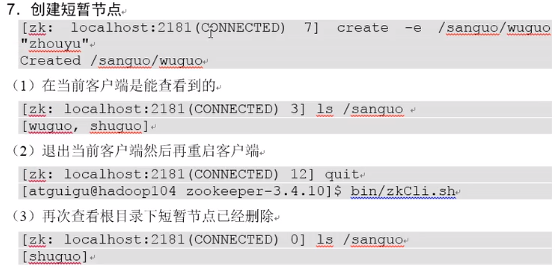 7. 创建短暂节点
[zk: localhost:2181(CONNECTED) 7] create -e /sanguo/wuguo
"zhouyu"
Created /sanguo/wuguo
（1）在当前客户端是能查看到的
[zk: localhost:2181(CONNECTED) 3] ls /sanguo
[wuguo, shuguo]
（2）退出当前客户端然后再重启客户端
[zk: localhost:2181(CONNECTED) 12] quit
[atguigu@hadoop104 zookeeper-3.4.10]$ bin/zkCli.sh
（3）再次查看根目录下短暂节点已经删除
[zk: localhost:2181(CONNECTED) 0] ls /sanguo
[shuguo]